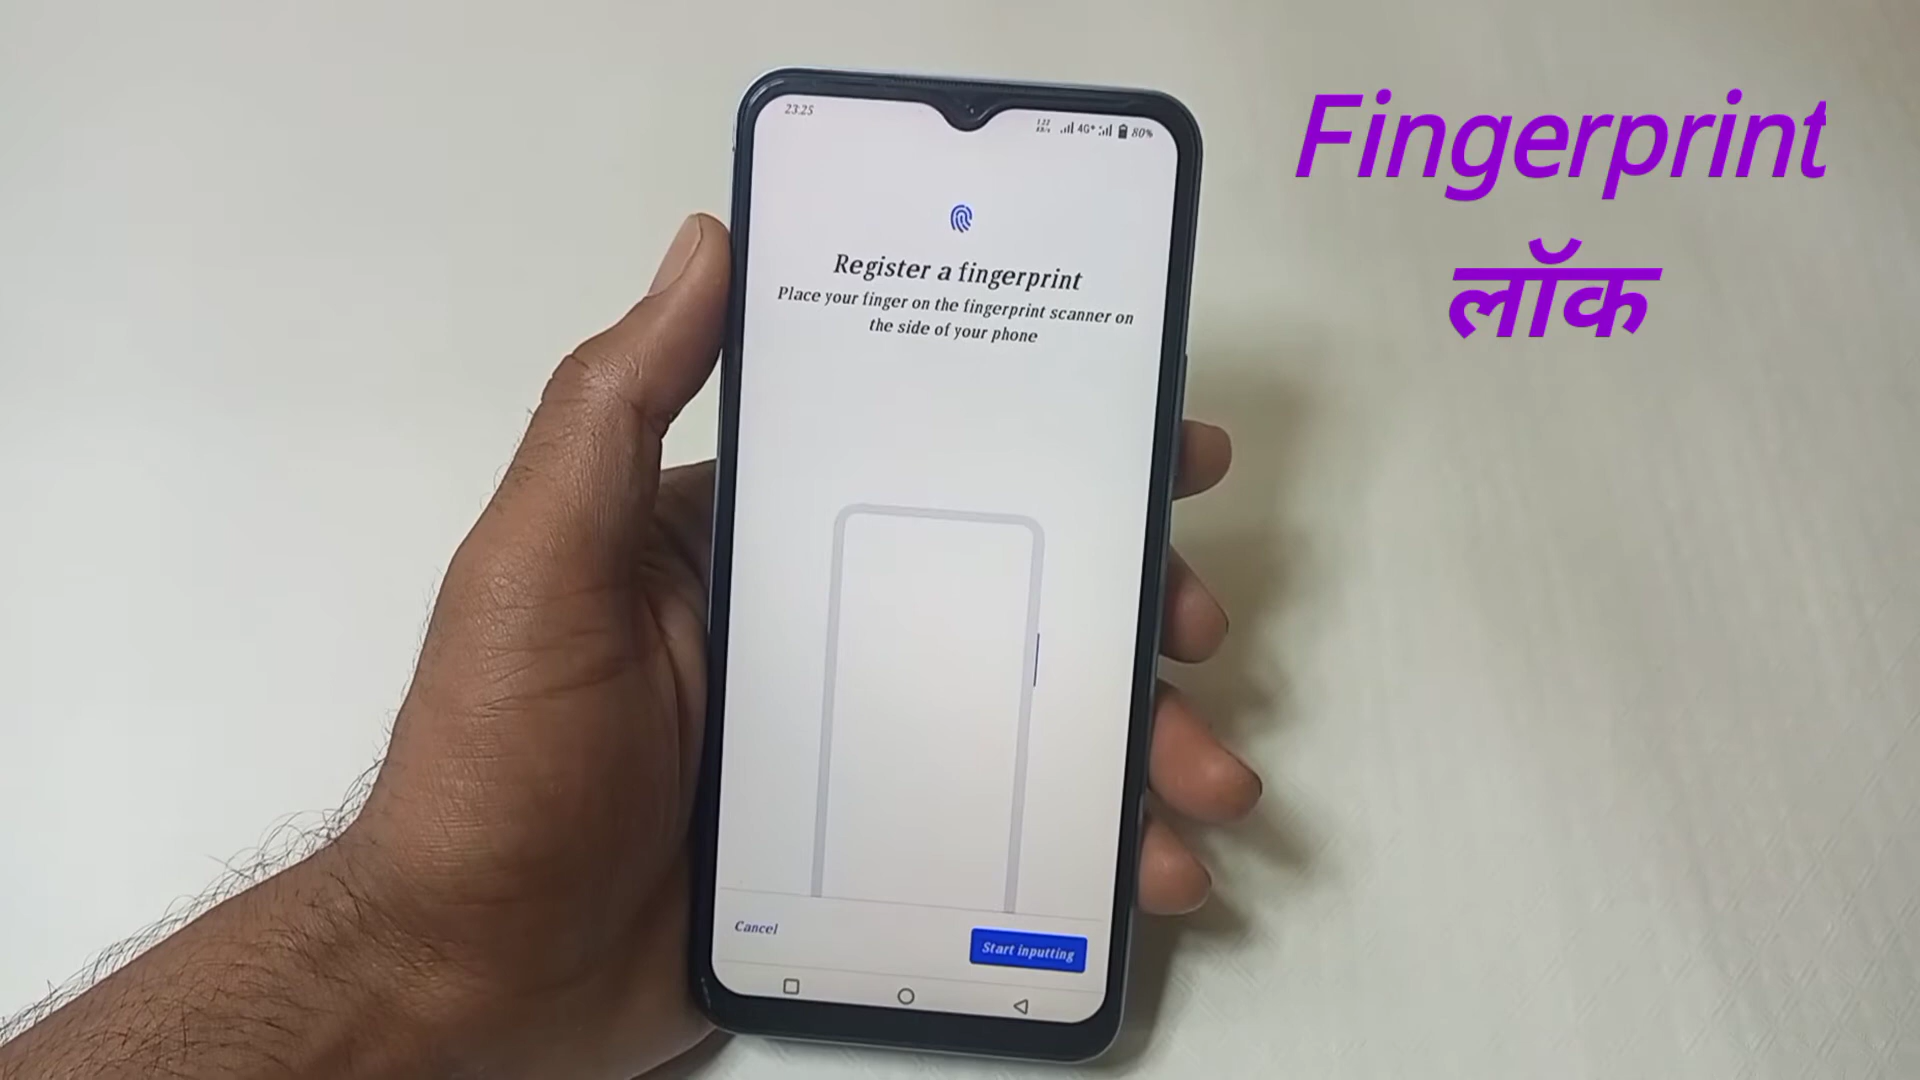 23:25
4G+ 80%
Fingerprint
लॉक
Register a fingerprint
Place your finger on the fingerprint scanner on
the side of your phone
Cancel
Start inputting